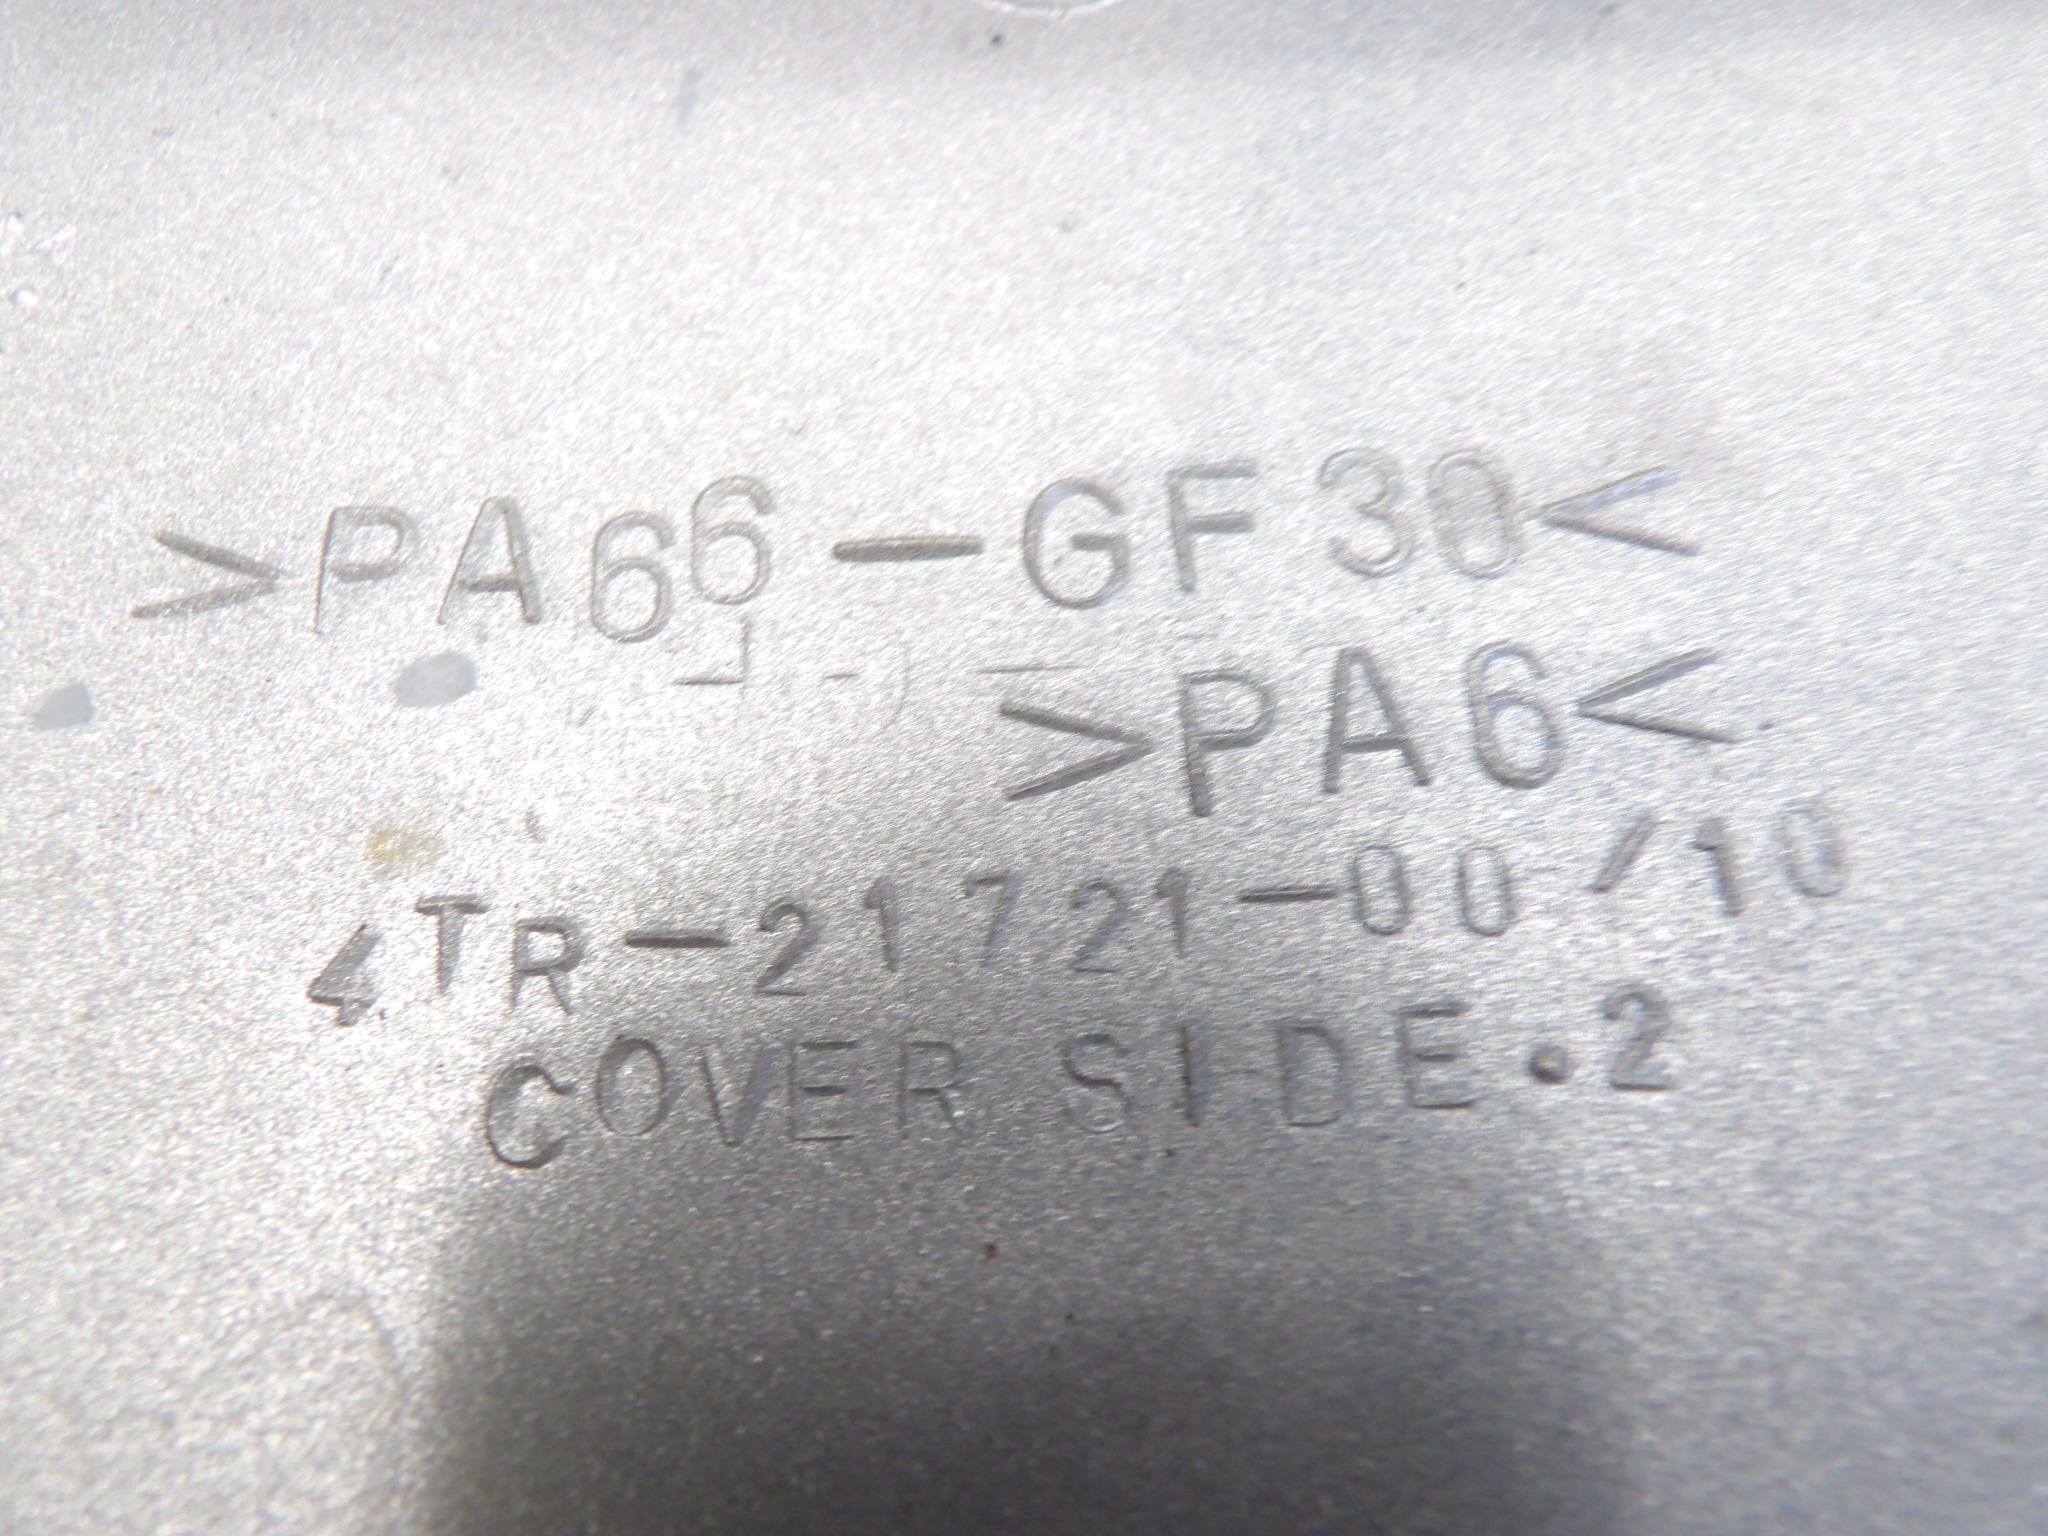 >PA66-GF30<
>PA6<
4TR-21721-00/10
COVER SIDE.2